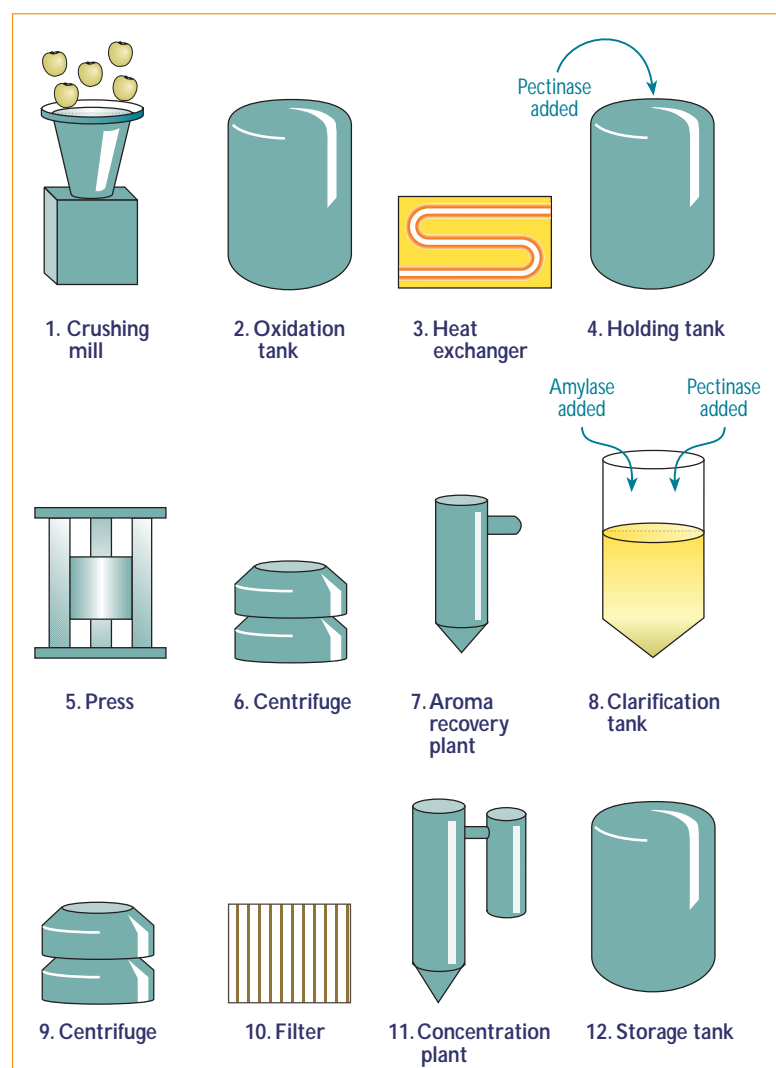 Pectinase
added
1. Crushing
mill
2. Oxidation
tank
3. Heat
exchanger
4. Holding tank
Amylase
added
Pectinase
added
5. Press
6. Centrifuge
7. Aroma
recovery
plant
8. Clarification
tank
9. Centrifuge
10. Filter
11. Concentration
plant
12. Storage tank